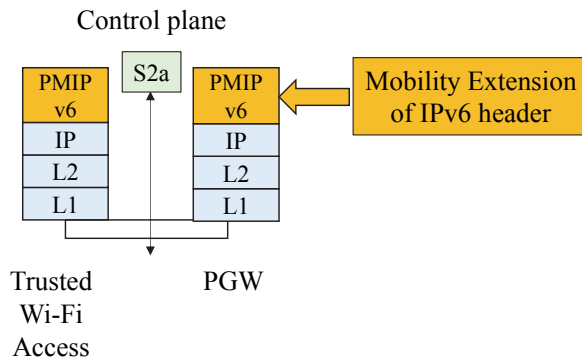 Control plane
S2a
PMIP
v6
IP
L2
L1
PMIP
v6
IP
L2
L1
Mobility Extension
of IPv6 header
Trusted
Wi-Fi
Access
PGW